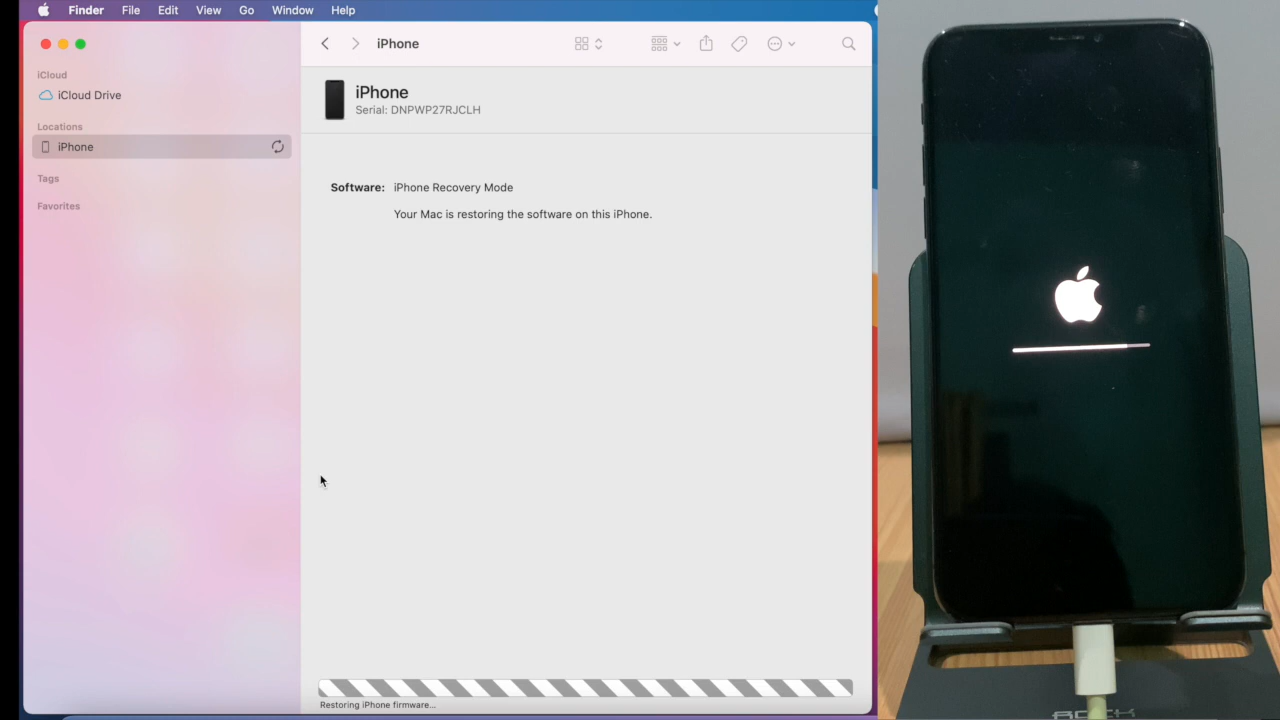 Finder File Edit View Go Window Help
iCloud
iCloud Drive
Locations
iPhone
Tags
Favorites
iPhone
iPhone
Serial: DNPWP27RJCLH
Software: iPhone Recovery Mode
Your Mac is restoring the software on this iPhone.
Restoring iPhone firmware...
ROCK